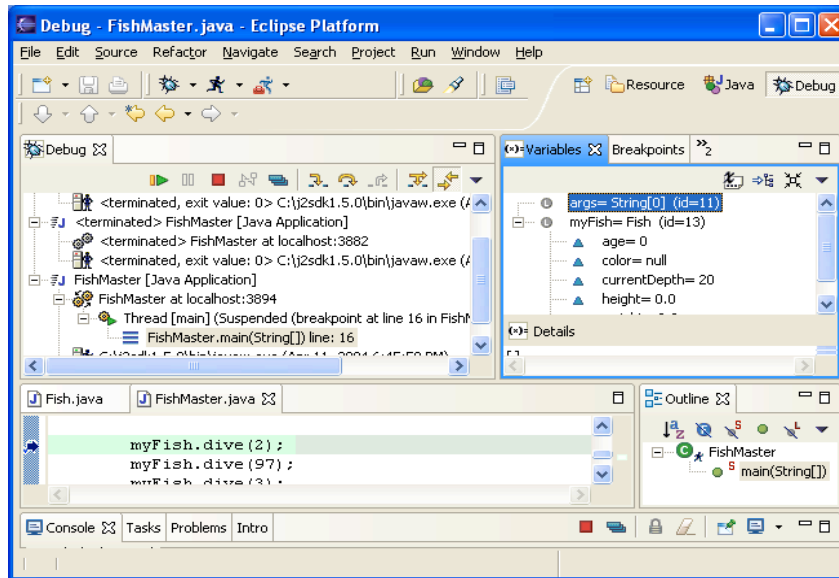 Debug - FishMaster.java - Eclipse Platform
File Edit Source Refactor Navigate Search Project Run Window Help
Resource Java Debug
Debug
<terminated, exit value: 0> C:\j2sdk1.5.0\bin\javaw.exe (A
<terminated> FishMaster [Java Application]
<terminated> FishMaster at localhost:3882
<terminated, exit value: 0> C:\j2sdk1.5.0\bin\javaw.exe (A
FishMaster [Java Application]
FishMaster at localhost:3894
Thread [main] (Suspended (breakpoint at line 16 in FishM
FishMaster.main(String[]) line: 16
(x)= Variables Breakpoints »2
args= String[0] (id=11)
myFish= Fish (id=13)
age= 0
color= null
currentDepth= 20
height= 0.0
(x)= Details
Fish.java FishMaster.java
myFish.dive(2);
myFish.dive(97);
myFish.dive(3);
Outline
FishMaster
main(String[])
Console Tasks Problems Intro